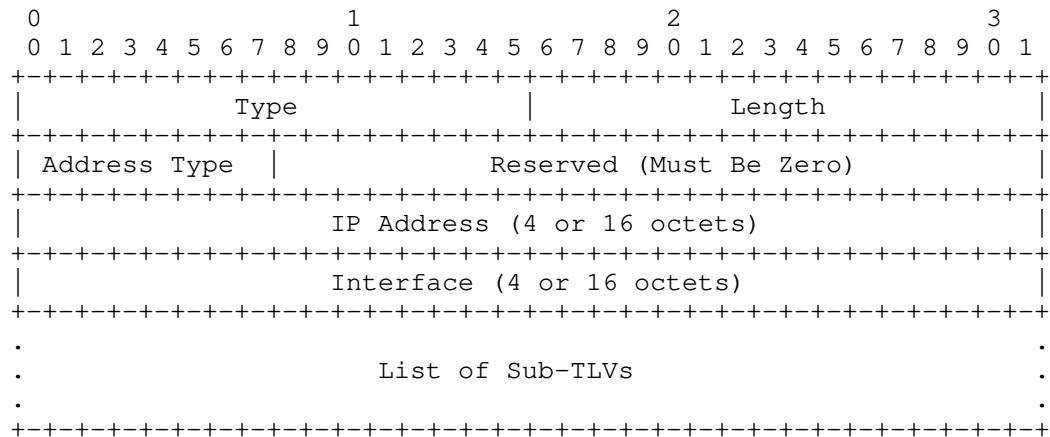 0                   1                   2                   3
 0 1 2 3 4 5 6 7 8 9 0 1 2 3 4 5 6 7 8 9 0 1 2 3 4 5 6 7 8 9 0 1
+-+-+-+-+-+-+-+-+-+-+-+-+-+-+-+-+-+-+-+-+-+-+-+-+-+-+-+-+-+-+-+-+
|             Type              |            Length             |
+-+-+-+-+-+-+-+-+-+-+-+-+-+-+-+-+-+-+-+-+-+-+-+-+-+-+-+-+-+-+-+-+
| Address Type  |             Reserved (Must Be Zero)           |
+-+-+-+-+-+-+-+-+-+-+-+-+-+-+-+-+-+-+-+-+-+-+-+-+-+-+-+-+-+-+-+-+
|                   IP Address (4 or 16 octets)                 |
+-+-+-+-+-+-+-+-+-+-+-+-+-+-+-+-+-+-+-+-+-+-+-+-+-+-+-+-+-+-+-+-+
|                   Interface (4 or 16 octets)                  |
+-+-+-+-+-+-+-+-+-+-+-+-+-+-+-+-+-+-+-+-+-+-+-+-+-+-+-+-+-+-+-+-+
.                                                               .
.                      List of Sub-TLVs                         .
.                                                               .
+-+-+-+-+-+-+-+-+-+-+-+-+-+-+-+-+-+-+-+-+-+-+-+-+-+-+-+-+-+-+-+-+